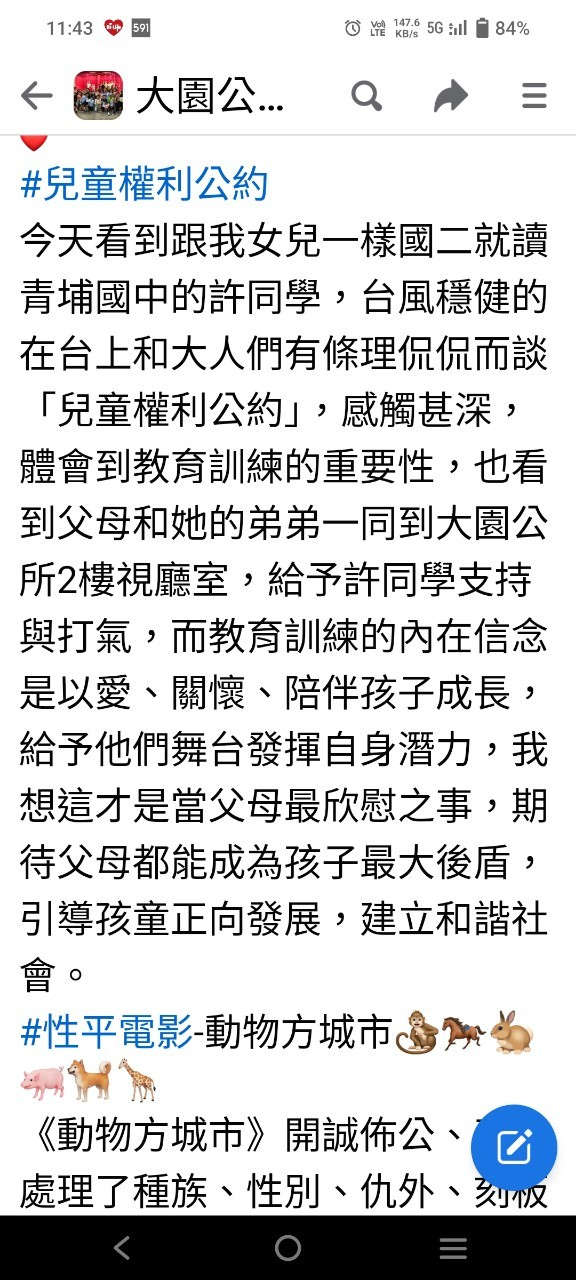 11:43 591 Vol LTE 147.6 KB/s 5G 84%
大園公...
#兒童權利公約
今天看到跟我女兒一樣國二就讀
青埔國中的許同學，台風穩健的
在台上和大人們有條理侃侃而談
「兒童權利公約」，感觸甚深，
體會到教育訓練的重要性，也看
到父母和她的弟弟一同到大園公
所2樓視廳室，給予許同學支持
與打氣，而教育訓練的內在信念
是以愛、關懷、陪伴孩子成長，
給予他們舞台發揮自身潛力，我
想這才是當父母最欣慰之事，期
待父母都能成為孩子最大後盾，
引導孩童正向發展，建立和諧社
會。
#性平電影-動物方城市🐒🐎🐇
🐖🐕🦒
《動物方城市》開誠佈公、
處理了種族、性別、仇外、刻板